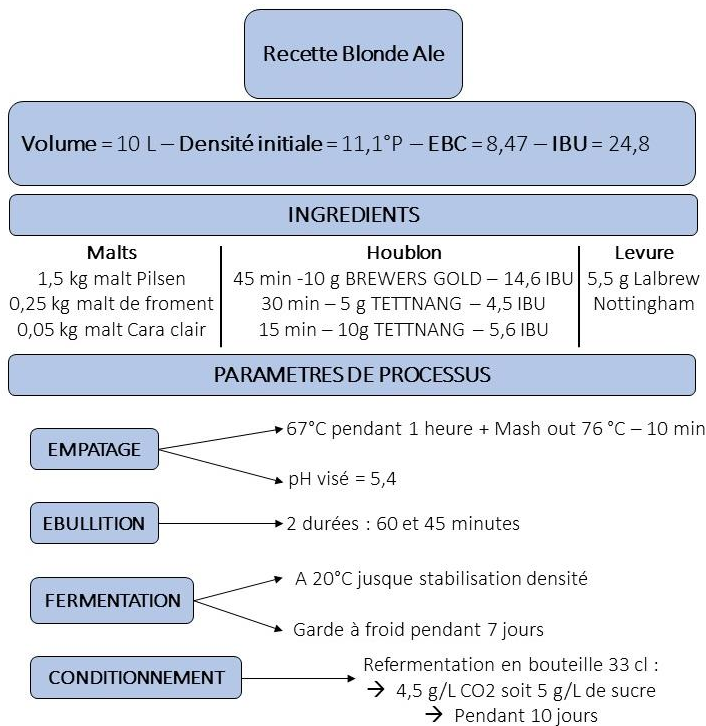 Recette Blonde Ale
Volume = 10 L – Densité initiale = 11,1°P – EBC = 8,47 – IBU = 24,8
INGREDIENTS
Malts
1,5 kg malt Pilsen
0,25 kg malt de froment
0,05 kg malt Cara clair
Houblon
45 min -10 g BREWERS GOLD – 14,6 IBU
30 min – 5 g TETTNANG – 4,5 IBU
15 min – 10g TETTNANG – 5,6 IBU
Levure
5,5 g Lalbrew
Nottingham
PARAMETRES DE PROCESSUS
EMPATAGE
67°C pendant 1 heure + Mash out 76 °C – 10 min
pH visé = 5,4
EBULLITION
2 durées : 60 et 45 minutes
FERMENTATION
A 20°C jusque stabilisation densité
Garde à froid pendant 7 jours
CONDITIONNEMENT
Refermentation en bouteille 33 cl :
→ 4,5 g/L CO2 soit 5 g/L de sucre
→ Pendant 10 jours